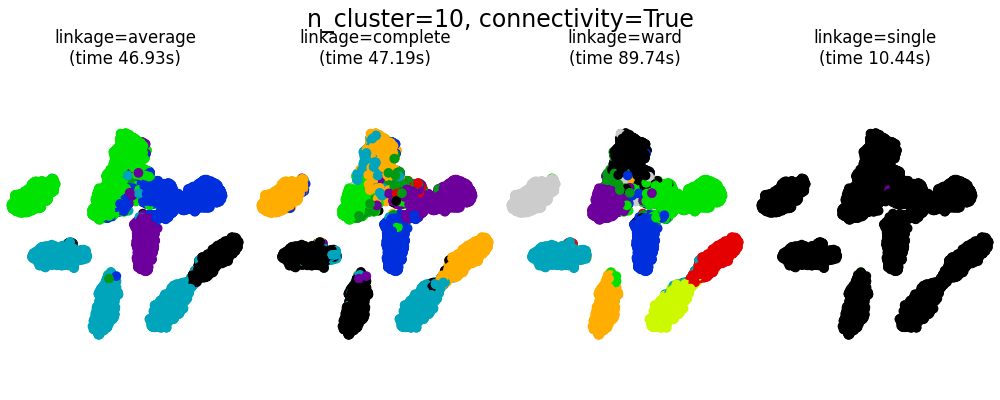 n_cluster=10, connectivity=True
linkage=average
(time 46.93s)
linkage=complete
(time 47.19s)
linkage=ward
(time 89.74s)
linkage=single
(time 10.44s)